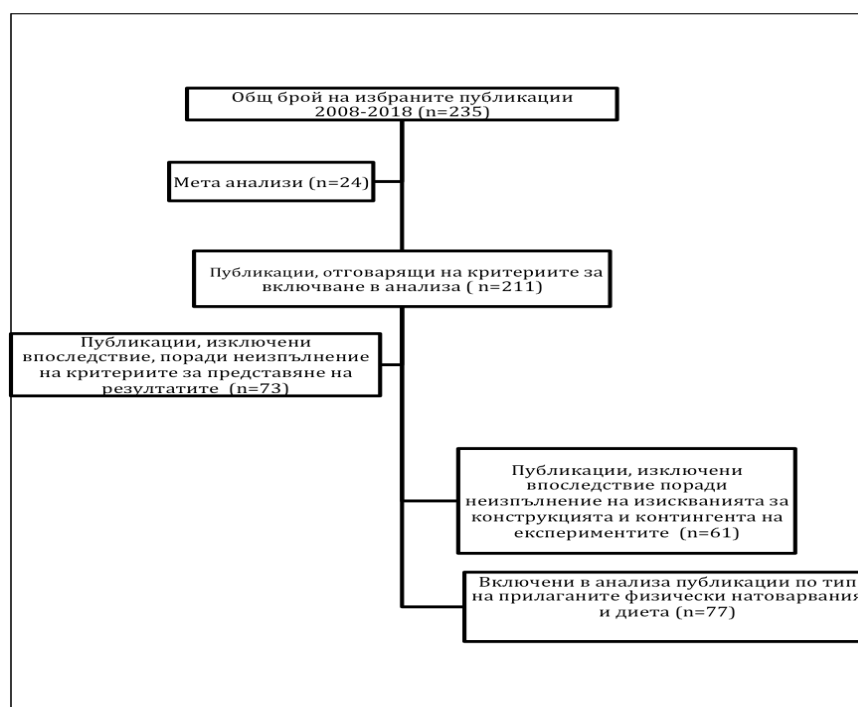 Общ брой на избраните публикации
2008-2018 (n=235)
Мета анализи (n=24)
Публикации, отговарящи на критериите за
включване в анализа ( n=211)
Публикации, изключени
впоследствие, поради неизпълнение
на критериите за представяне на
резултатите (n=73)
Публикации, изключени
впоследствие поради
неизпълнение на изискванията за
конструкцията и контингента на
експериментите (n=61)
Включени в анализа публикации по тип
на прилаганите физически натоварвания
и диета (n=77)